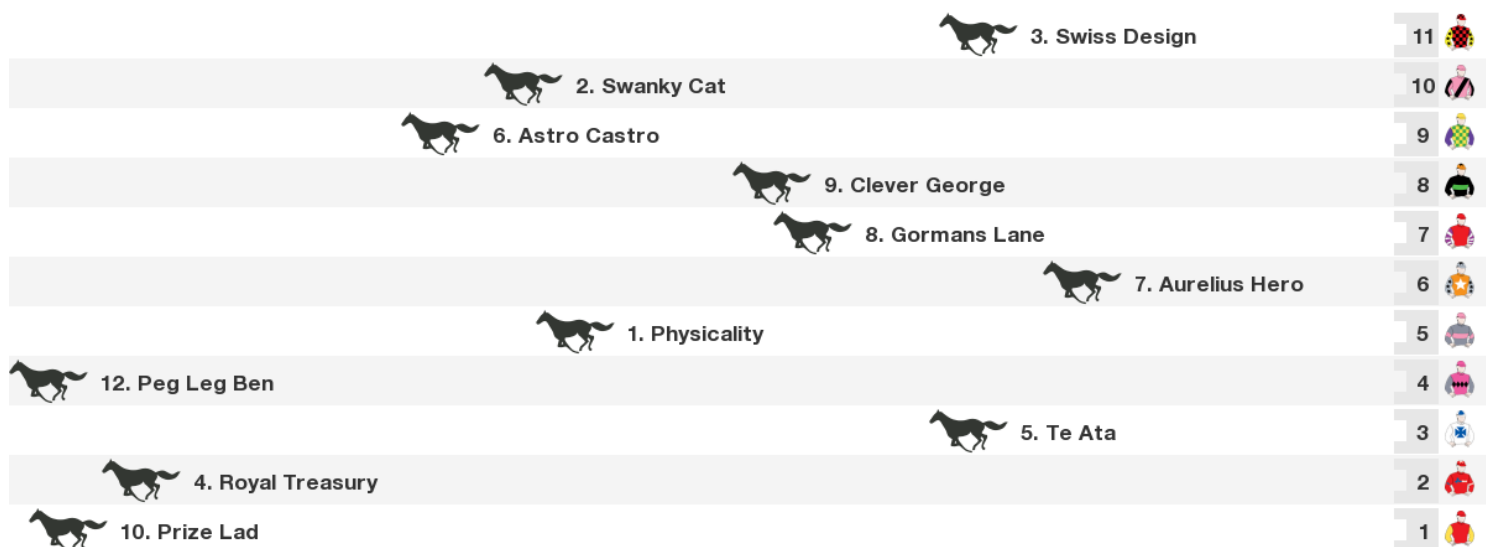 3. Swiss Design 11
2. Swanky Cat 10
6. Astro Castro 9
9. Clever George 8
8. Gormans Lane 7
7. Aurelius Hero 6
1. Physicality 5
12. Peg Leg Ben 4
5. Te Ata 3
4. Royal Treasury 2
10. Prize Lad 1